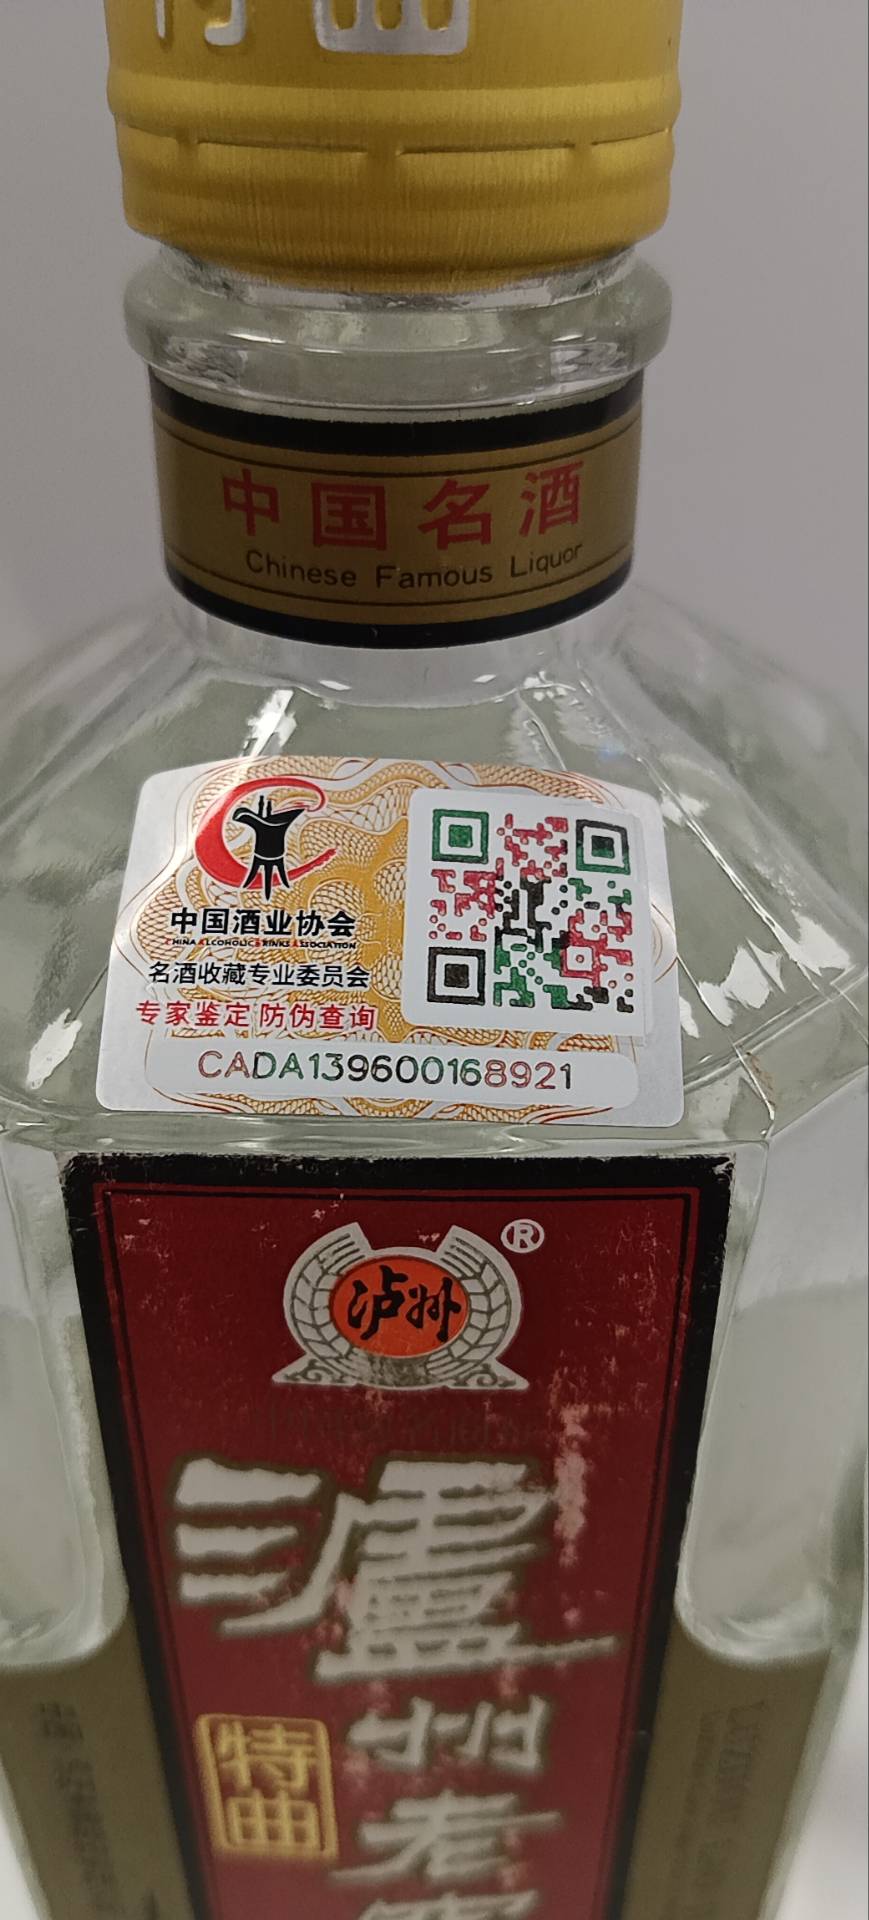 中国名酒
Chinese Famous Liquor
中国酒业协会
CHINA ALCOHOLIC DRINKS ASSOCIATION
名酒收藏专业委员会
专家鉴定 防伪查询
CADA139600168921
泸州
®
瀘州老窖
特曲